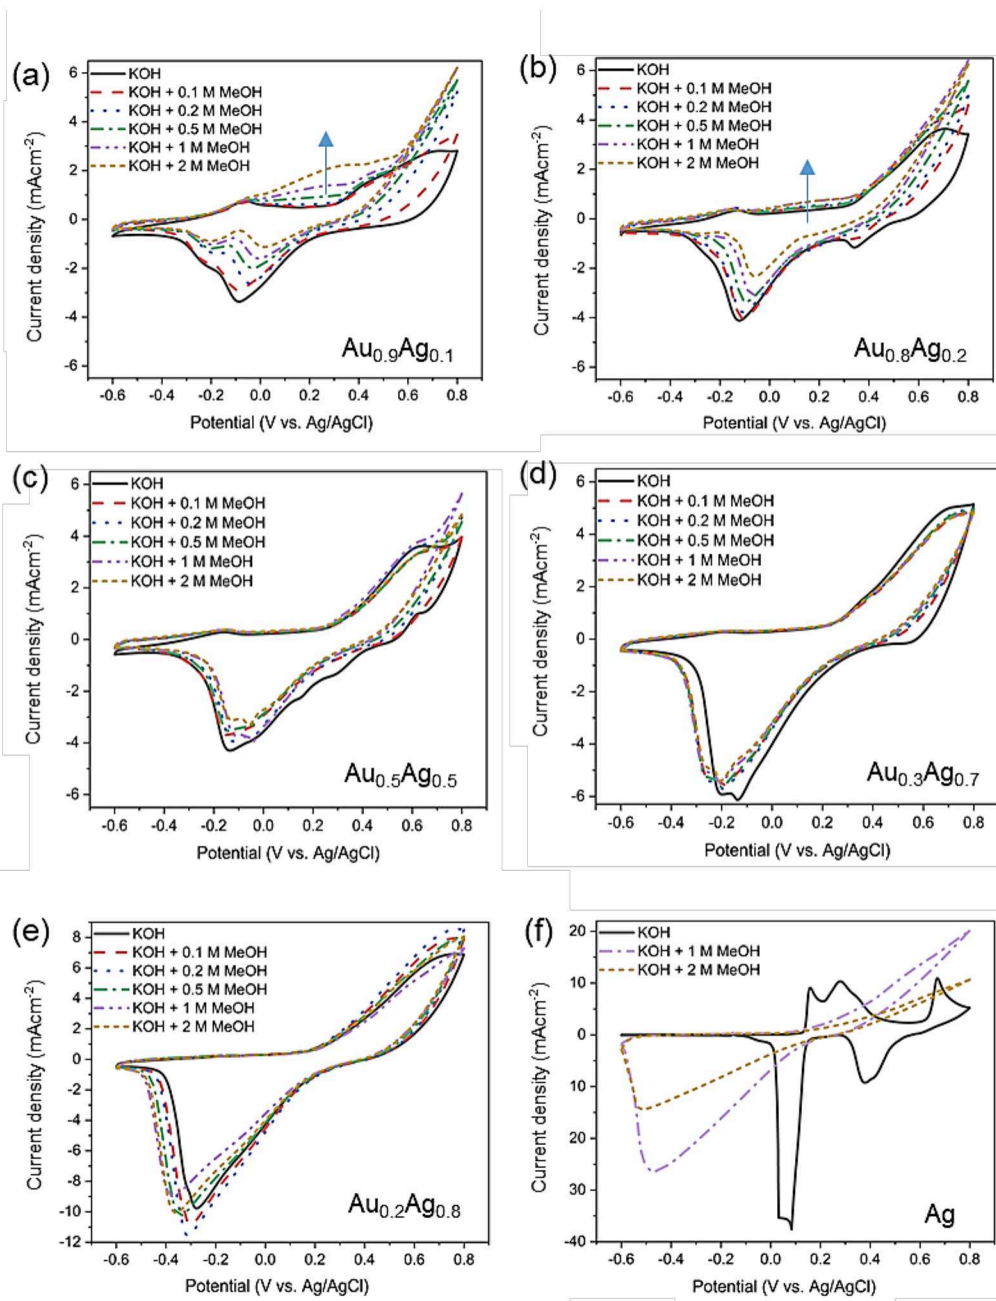 (a)
KOH
KOH + 0.1 M MeOH
KOH + 0.2 M MeOH
KOH + 0.5 M MeOH
KOH + 1 M MeOH
KOH + 2 M MeOH
6
4
2
0
-2
-4
-6
Current density (mAcm-2)
Au0.9Ag0.1
-0.6 -0.4 -0.2 0.0 0.2 0.4 0.6 0.8
Potential (V vs. Ag/AgCl)
(b)
KOH
KOH + 0.1 M MeOH
KOH + 0.2 M MeOH
KOH + 0.5 M MeOH
KOH + 1 M MeOH
KOH + 2 M MeOH
6
4
2
0
-2
-4
-6
Current density (mAcm-2)
Au0.8Ag0.2
-0.6 -0.4 -0.2 0.0 0.2 0.4 0.6 0.8
Potential (V vs. Ag/AgCl)
(c)
KOH
KOH + 0.1 M MeOH
KOH + 0.2 M MeOH
KOH + 0.5 M MeOH
KOH + 1 M MeOH
KOH + 2 M MeOH
6
4
2
0
-2
-4
-6
Current density (mAcm-2)
Au0.5Ag0.5
-0.6 -0.4 -0.2 0.0 0.2 0.4 0.6 0.8
Potential (V vs. Ag/AgCl)
(d)
KOH
KOH + 0.1 M MeOH
KOH + 0.2 M MeOH
KOH + 0.5 M MeOH
KOH + 1 M MeOH
KOH + 2 M MeOH
6
4
2
0
-2
-4
-6
Current density (mAcm-2)
Au0.3Ag0.7
-0.6 -0.4 -0.2 0.0 0.2 0.4 0.6 0.8
Potential (V vs. Ag/AgCl)
(e)
KOH
KOH + 0.1 M MeOH
KOH + 0.2 M MeOH
KOH + 0.5 M MeOH
KOH + 1 M MeOH
KOH + 2 M MeOH
8
6
4
2
0
-2
-4
-6
-8
-10
-12
Current density (mAcm-2)
Au0.2Ag0.8
-0.6 -0.4 -0.2 0.0 0.2 0.4 0.6 0.8
Potential (V vs. Ag/AgCl)
(f)
KOH
KOH + 1 M MeOH
KOH + 2 M MeOH
20
10
0
10
20
30
-40
Current density (mAcm-2)
Ag
-0.6 -0.4 -0.2 0.0 0.2 0.4 0.6 0.8
Potential (V vs. Ag/AgCl)